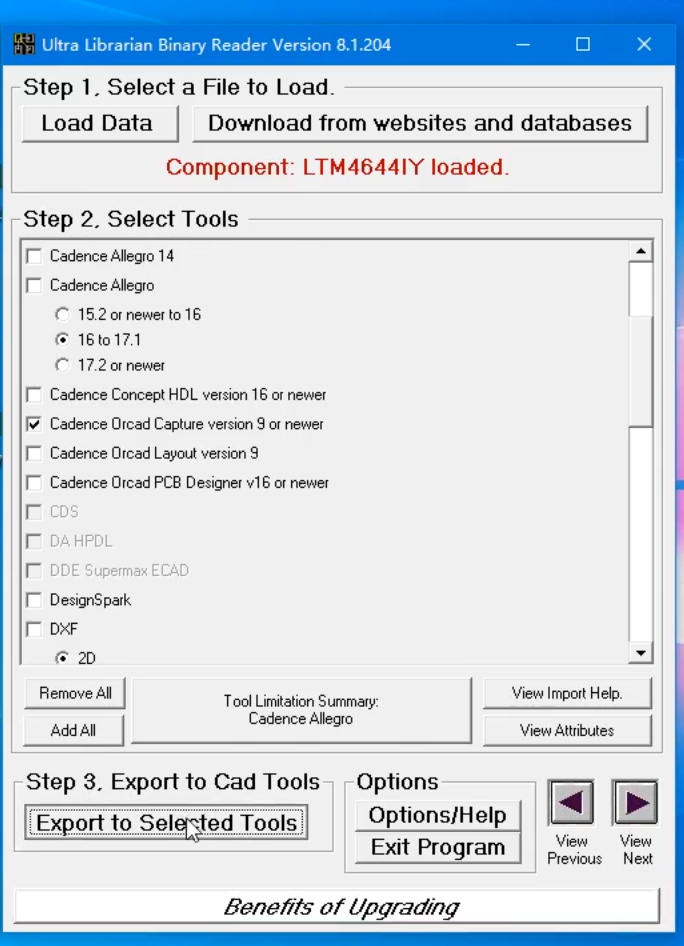 Ultra Librarian Binary Reader Version 8.1.204
Step 1, Select a File to Load.
Load Data
Download from websites and databases
Component: LTM4644IY loaded.
Step 2, Select Tools
Cadence Allegro 14
Cadence Allegro
15.2 or newer to 16
16 to 17.1
17.2 or newer
Cadence Concept HDL version 16 or newer
Cadence Orcad Capture version 9 or newer
Cadence Orcad Layout version 9
Cadence Orcad PCB Designer v16 or newer
CDS
DA HPDL
DDE Supermax ECAD
DesignSpark
DXF
2D
Remove All
Add All
Tool Limitation Summary:
Cadence Allegro
View Import Help.
View Attributes
Step 3, Export to Cad Tools
Export to Selected Tools
Options
Options/Help
Exit Program
View
Previous
View
Next
Benefits of Upgrading